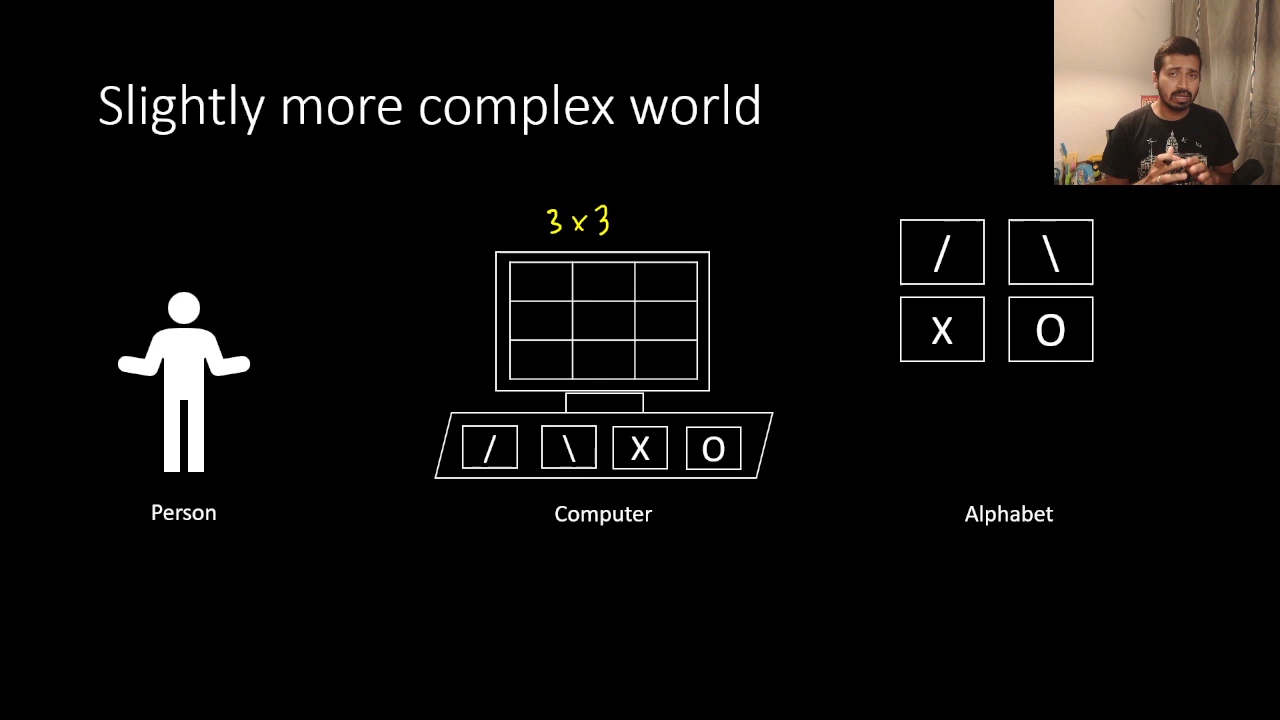 Slightly more complex world
3 x 3
/ \
X O
/ \ X O
Person
Computer
Alphabet